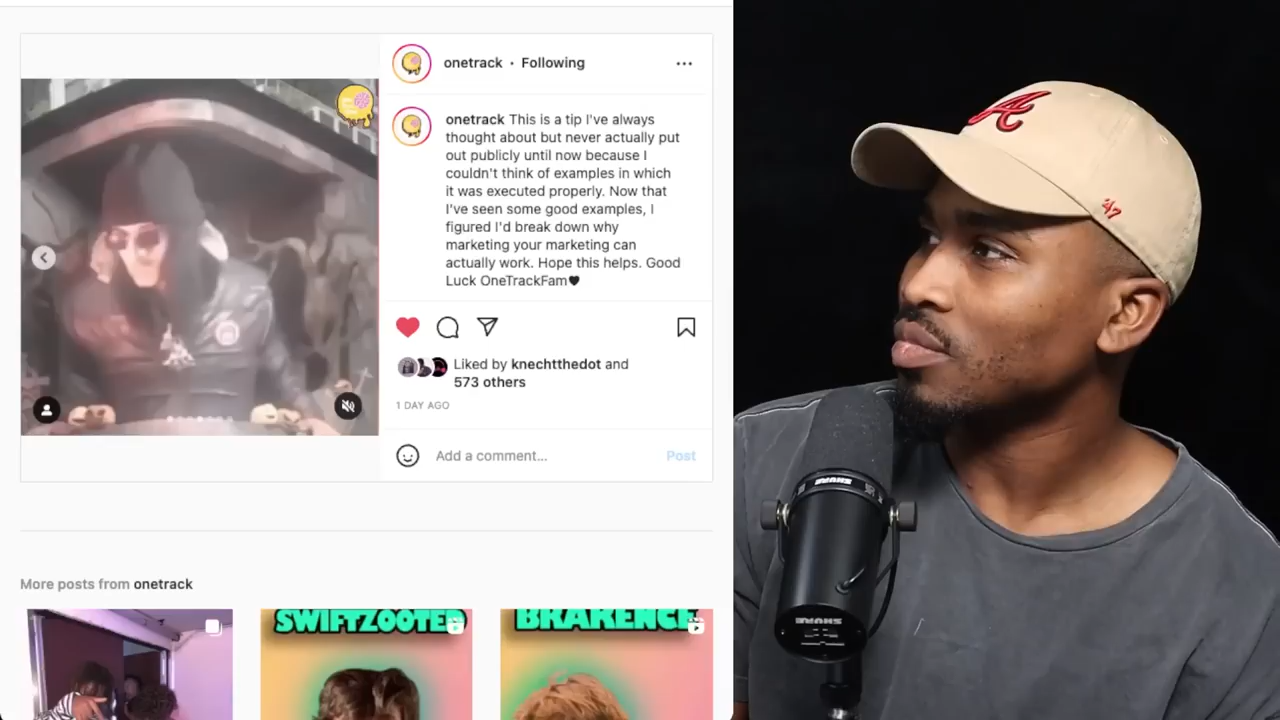 onetrack • Following
onetrack This is a tip I've always
thought about but never actually put
out publicly until now because I
couldn't think of examples in which
it was executed properly. Now that
I've seen some good examples, I
figured I'd break down why
marketing your marketing can
actually work. Hope this helps. Good
Luck OneTrackFam🖤
Liked by knechtthedot and
573 others
1 DAY AGO
Add a comment... Post
More posts from onetrack
SWIFTZOOTED
BRARENCE
A
'47
SHURE
SHURE